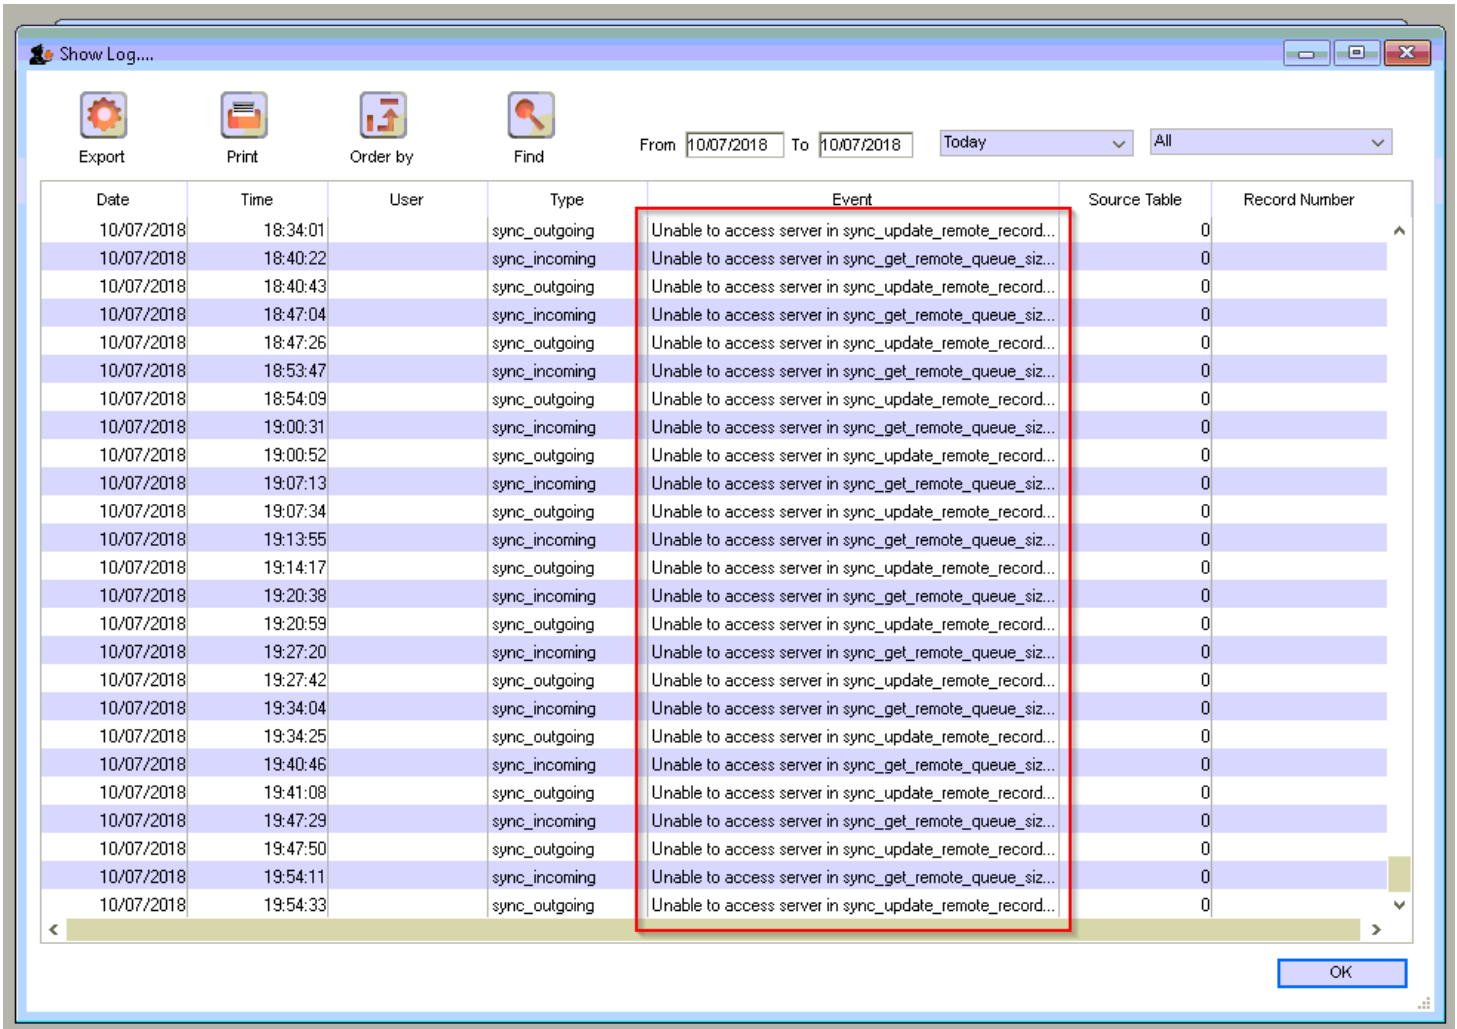 Show Log....
Export Print Order by Find From 10/07/2018 To 10/07/2018 Today All
Date Time User Type Event Source Table Record Number
10/07/2018 18:34:01 sync_outgoing Unable to access server in sync_update_remote_record... 0
10/07/2018 18:40:22 sync_incoming Unable to access server in sync_get_remote_queue_siz... 0
10/07/2018 18:40:43 sync_outgoing Unable to access server in sync_update_remote_record... 0
10/07/2018 18:47:04 sync_incoming Unable to access server in sync_get_remote_queue_siz... 0
10/07/2018 18:47:26 sync_outgoing Unable to access server in sync_update_remote_record... 0
10/07/2018 18:53:47 sync_incoming Unable to access server in sync_get_remote_queue_siz... 0
10/07/2018 18:54:09 sync_outgoing Unable to access server in sync_update_remote_record... 0
10/07/2018 19:00:31 sync_incoming Unable to access server in sync_get_remote_queue_siz... 0
10/07/2018 19:00:52 sync_outgoing Unable to access server in sync_update_remote_record... 0
10/07/2018 19:07:13 sync_incoming Unable to access server in sync_get_remote_queue_siz... 0
10/07/2018 19:07:34 sync_outgoing Unable to access server in sync_update_remote_record... 0
10/07/2018 19:13:55 sync_incoming Unable to access server in sync_get_remote_queue_siz... 0
10/07/2018 19:14:17 sync_outgoing Unable to access server in sync_update_remote_record... 0
10/07/2018 19:20:38 sync_incoming Unable to access server in sync_get_remote_queue_siz... 0
10/07/2018 19:20:59 sync_outgoing Unable to access server in sync_update_remote_record... 0
10/07/2018 19:27:20 sync_incoming Unable to access server in sync_get_remote_queue_siz... 0
10/07/2018 19:27:42 sync_outgoing Unable to access server in sync_update_remote_record... 0
10/07/2018 19:34:04 sync_incoming Unable to access server in sync_get_remote_queue_siz... 0
10/07/2018 19:34:25 sync_outgoing Unable to access server in sync_update_remote_record... 0
10/07/2018 19:40:46 sync_incoming Unable to access server in sync_get_remote_queue_siz... 0
10/07/2018 19:41:08 sync_outgoing Unable to access server in sync_update_remote_record... 0
10/07/2018 19:47:29 sync_incoming Unable to access server in sync_get_remote_queue_siz... 0
10/07/2018 19:47:50 sync_outgoing Unable to access server in sync_update_remote_record... 0
10/07/2018 19:54:11 sync_incoming Unable to access server in sync_get_remote_queue_siz... 0
10/07/2018 19:54:33 sync_outgoing Unable to access server in sync_update_remote_record... 0
OK